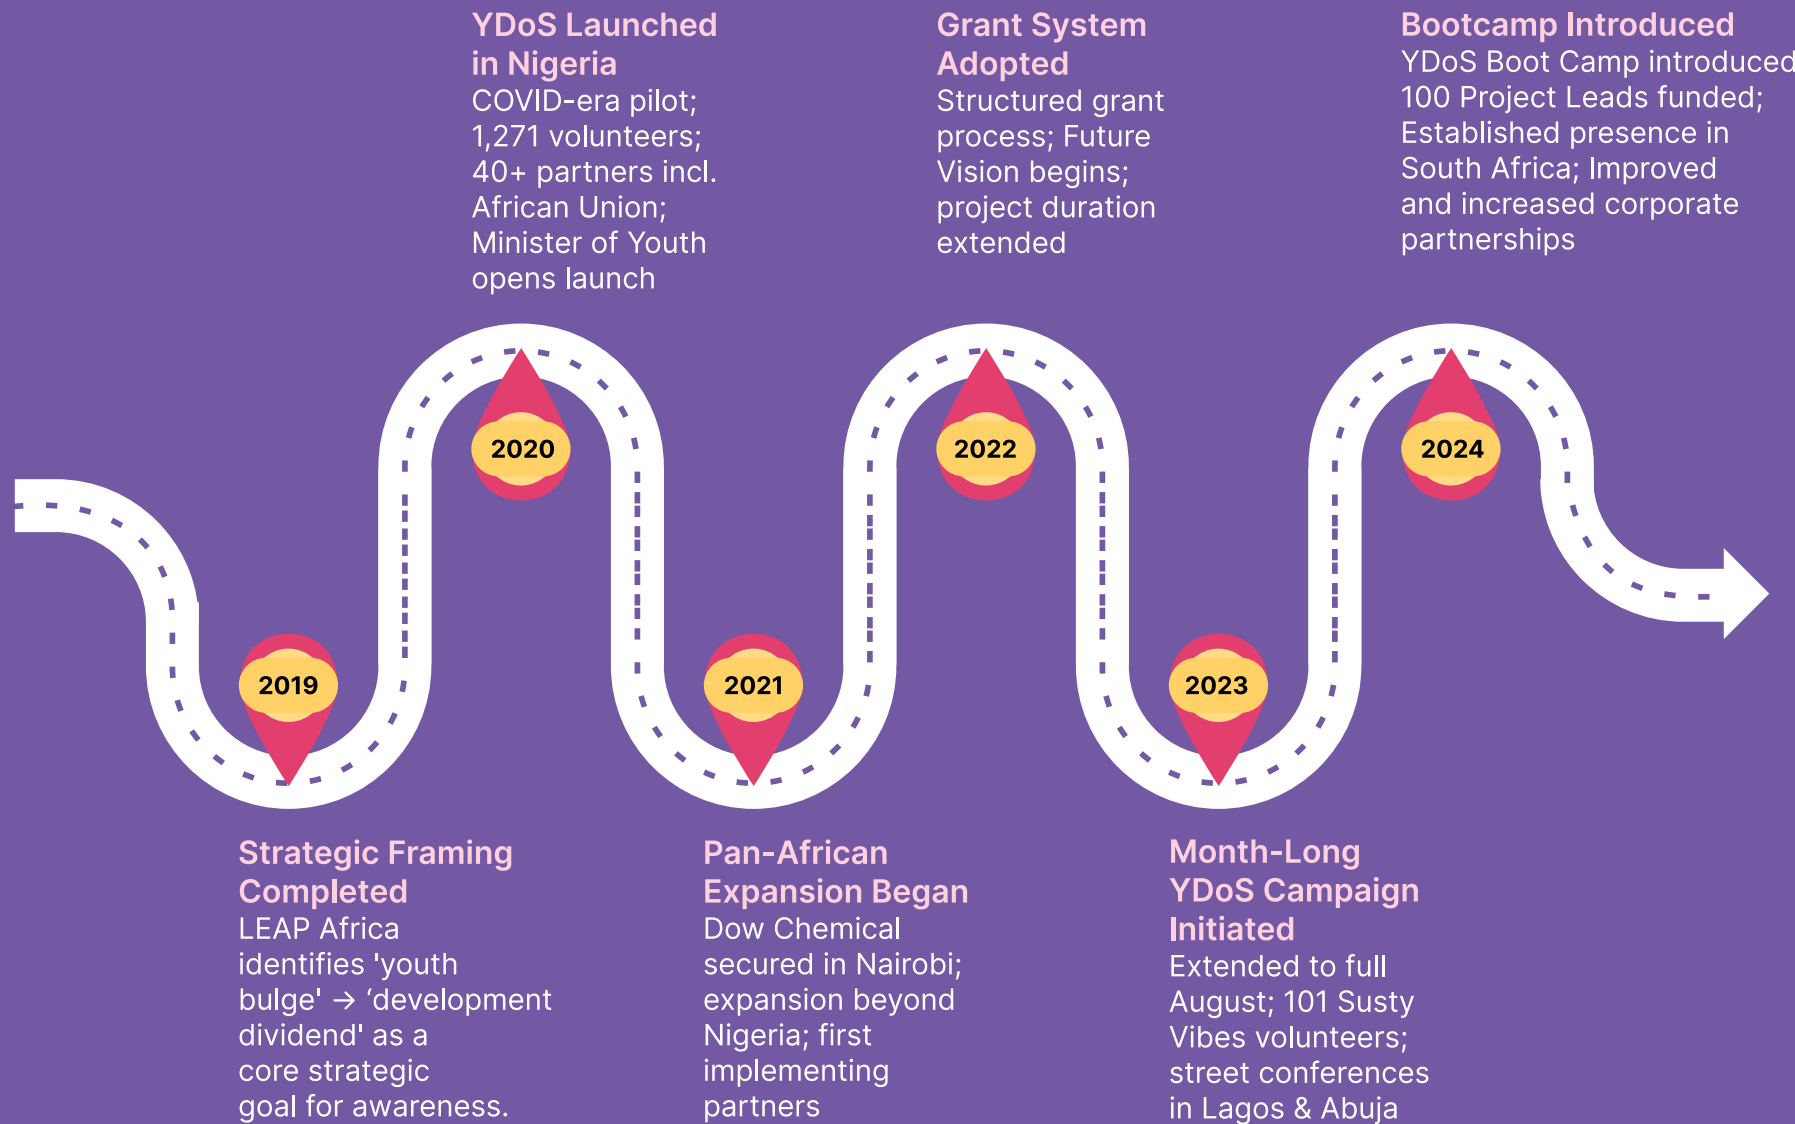 YDoS Launched
in Nigeria
COVID-era pilot;
1,271 volunteers;
40+ partners incl.
African Union;
Minister of Youth
opens launch
Grant System
Adopted
Structured grant
process; Future
Vision begins;
project duration
extended
Bootcamp Introduced
YDoS Boot Camp introduced
100 Project Leads funded;
Established presence in
South Africa; Improved
and increased corporate
partnerships
2020
2022
2024
2019
2021
2023
Strategic Framing
Completed
LEAP Africa
identifies 'youth
bulge' → ‘development
dividend' as a
core strategic
goal for awareness.
Pan-African
Expansion Began
Dow Chemical
secured in Nairobi;
expansion beyond
Nigeria; first
implementing
partners
Month-Long
YDoS Campaign
Initiated
Extended to full
August; 101 Susty
Vibes volunteers;
street conferences
in Lagos & Abuja